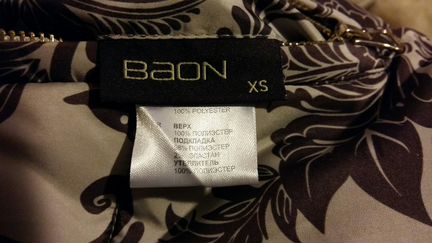 BAON
XS
100% POLYESTER
ВЕРХ
100% ПОЛИЭСТЕР
ПОДКЛАДКА
ПОЛИЭСТЕР
ЭЛАСТАН
УТЕПЛИТЕЛЬ
100% ПОЛИЭСТЕР